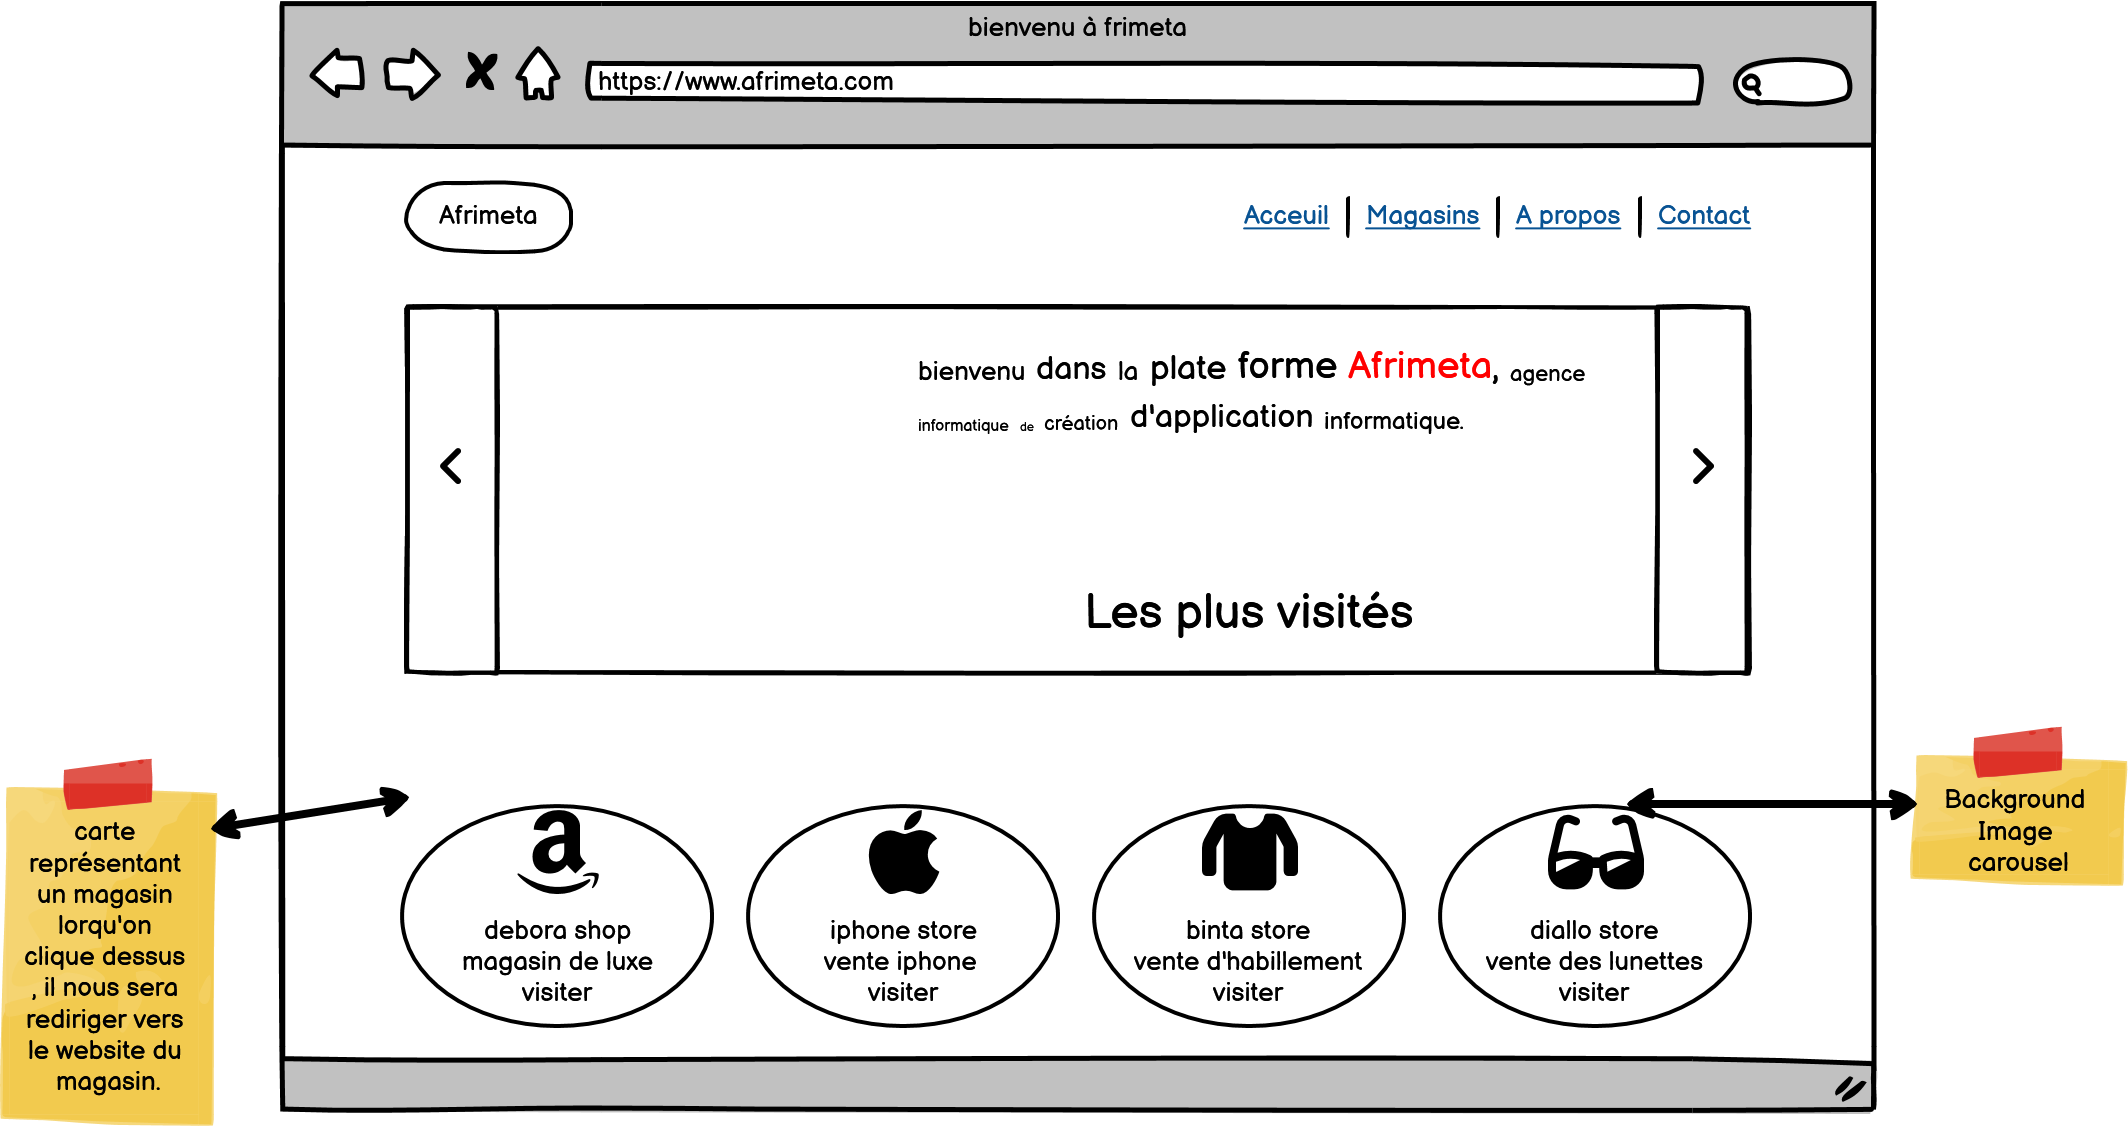 bienvenu à frimeta
https://www.afrimeta.com
Afrimeta
Acceuil
Magasins
A propos
Contact
bienvenu dans la plate forme Afrimeta, agence
informatique de création d'application informatique.
Les plus visités
debora shop
magasin de luxe
visiter
iphone store
vente iphone
visiter
binta store
vente d'habillement
visiter
diallo store
vente des lunettes
visiter
carte
représentant
un magasin
lorqu'on
clique dessus
, il nous sera
rediriger vers
le website du
magasin.
Background
Image
carousel